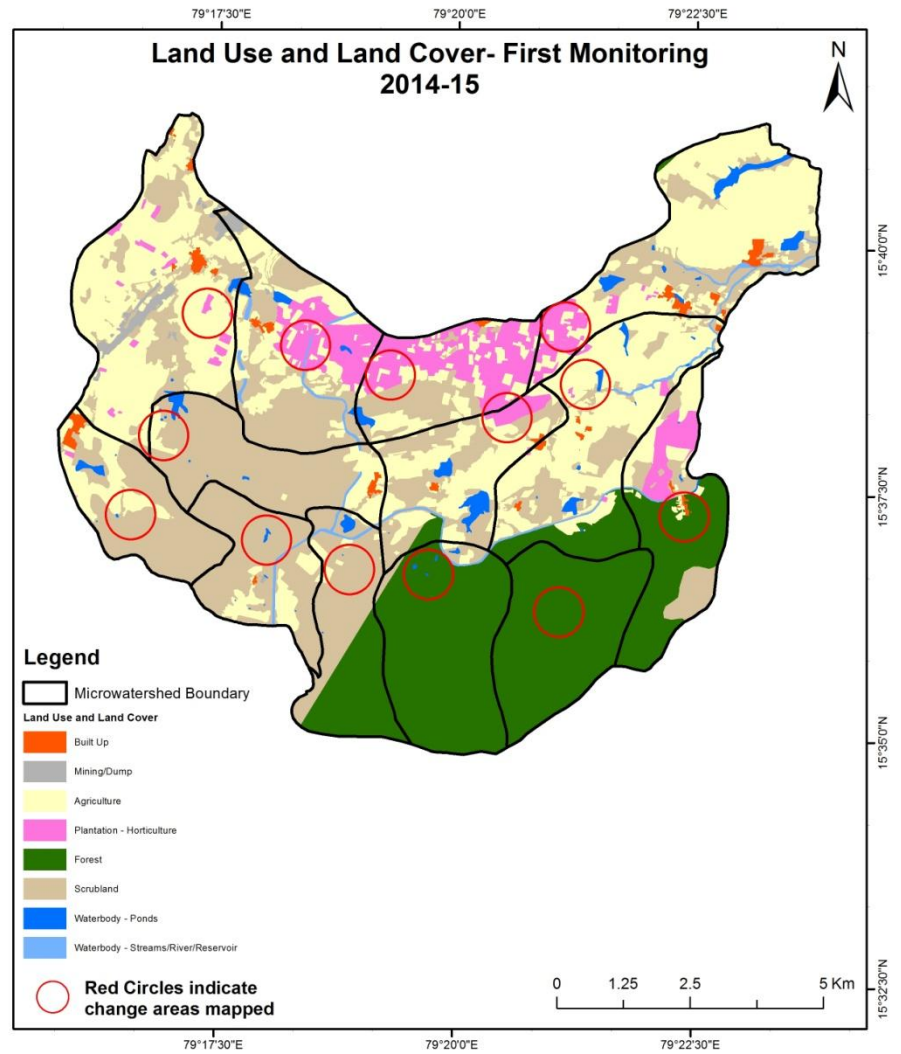 79°17'30"E 79°20'0"E 79°22'30"E
Land Use and Land Cover- First Monitoring
2014-15
N
15°40'0"N
15°37'30"N
15°35'0"N
15°32'30"N
Legend
Microwatershed Boundary
Land Use and Land Cover
Built Up
Mining/Dump
Agriculture
Plantation - Horticulture
Forest
Scrubland
Waterbody - Ponds
Waterbody - Streams/River/Reservoir
Red Circles indicate
change areas mapped
0 1.25 2.5 5 Km
79°17'30"E 79°20'0"E 79°22'30"E